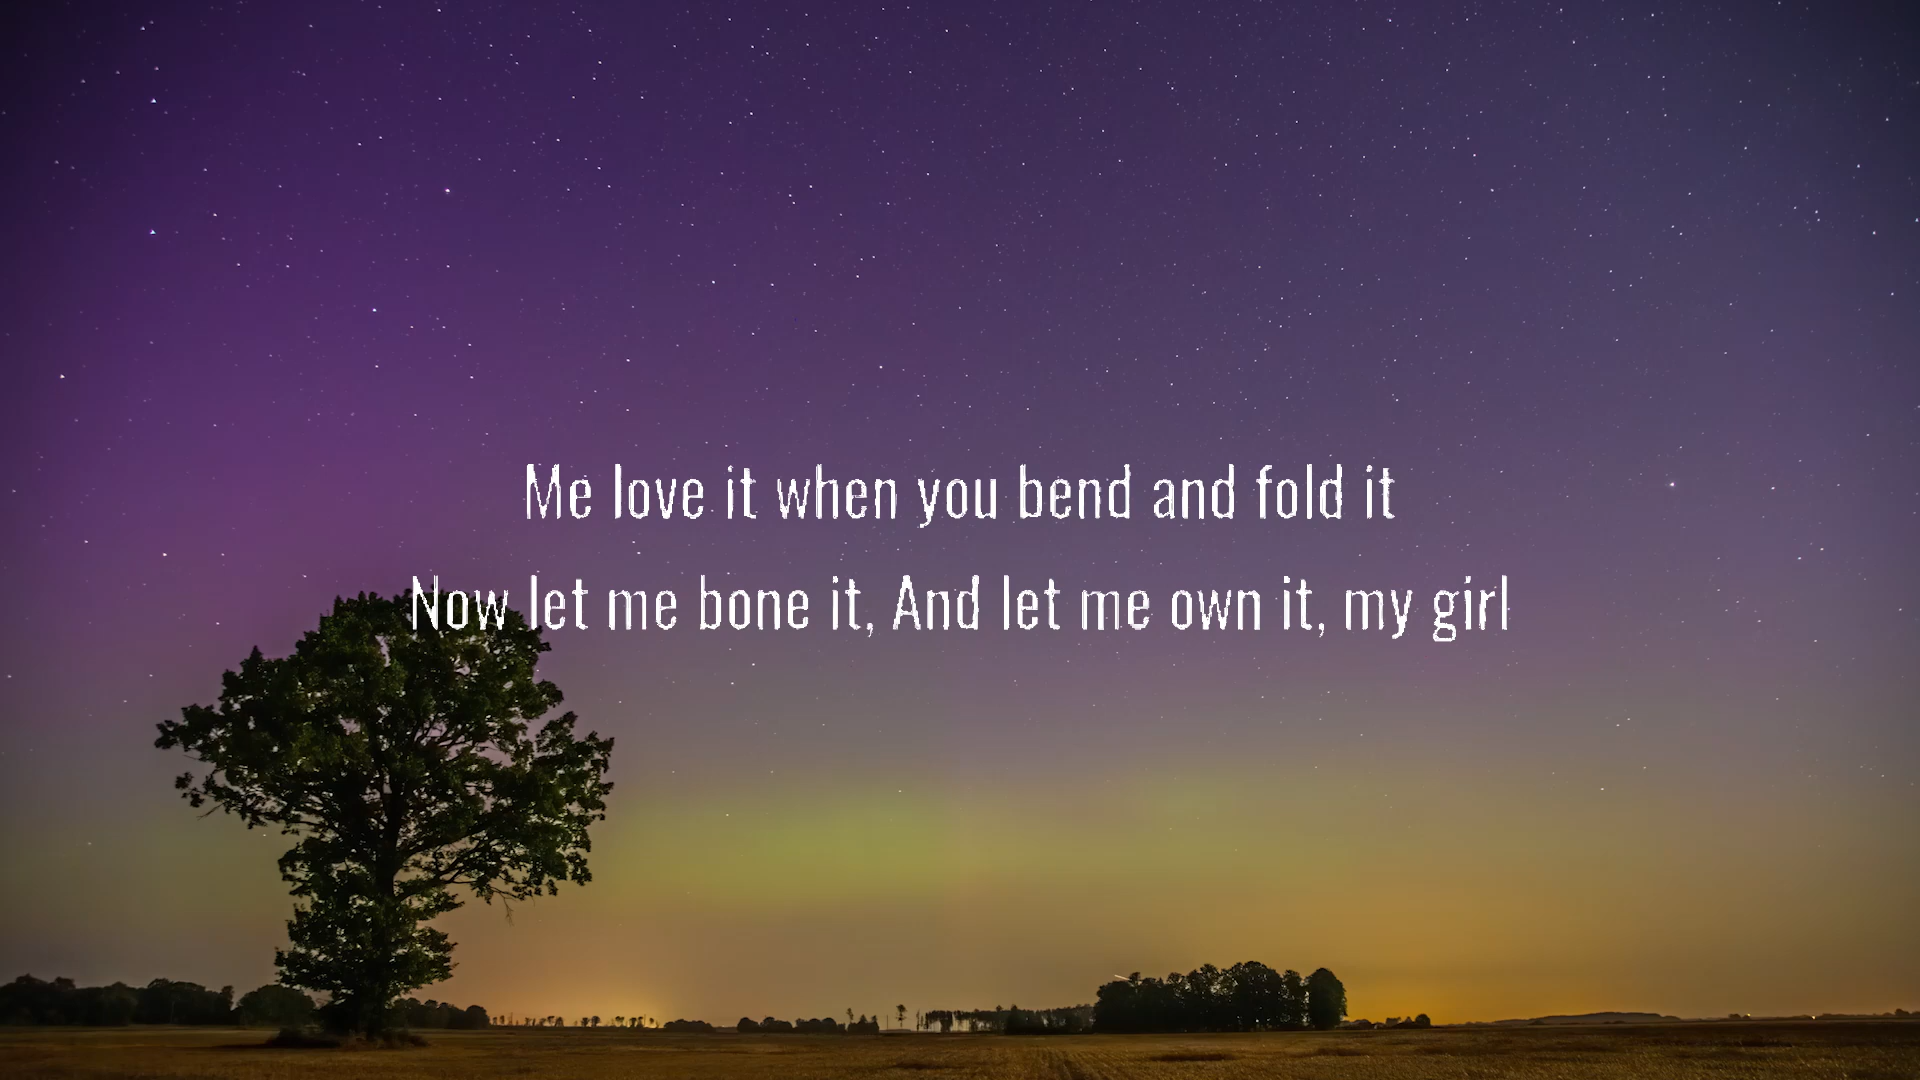 Me love it when you bend and fold it
Now let me bone it, And let me own it, my girl